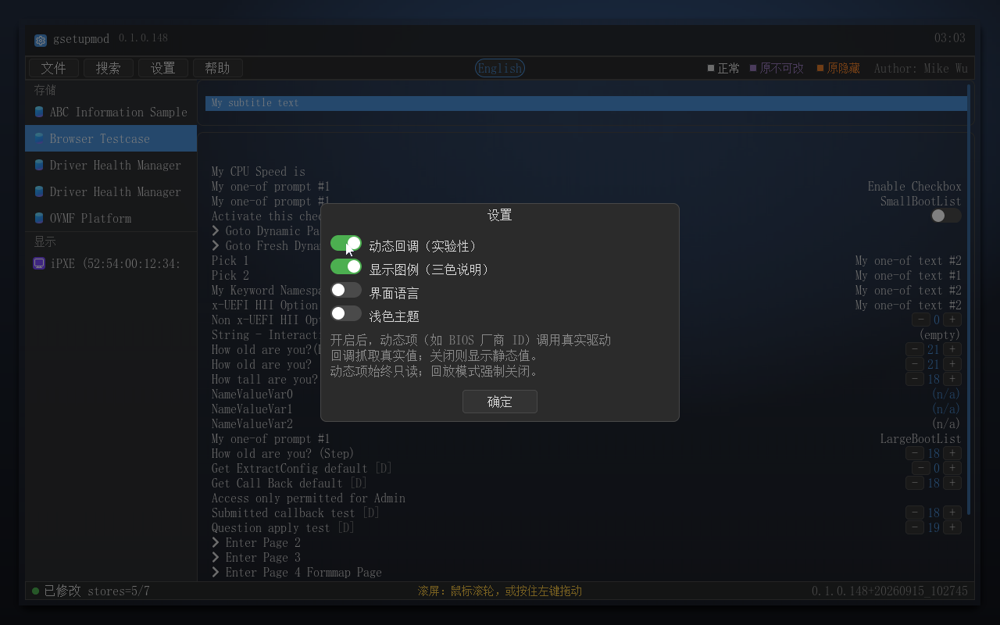 gsetupmod 0.1.0.148 03:03
文件 搜索 设置 帮助 English 正常 原不可改 原隐藏 Author: Mike Wu
存储
ABC Information Sample
Browser Testcase
Driver Health Manager
Driver Health Manager
OVMF Platform
显示
iPXE (52:54:00:12:34:
My subtitle text
My CPU Speed is
My one-of prompt #1 Enable Checkbox
My one-of prompt #1 SmallBootList
Activate this chec
Goto Dynamic Pa
Goto Fresh Dyna
Pick 1 My one-of text #2
Pick 2 My one-of text #1
My Keyword Namespa My one-of text #2
x-UEFI HII Option My one-of text #2
Non x-UEFI HII Op − 0 +
String - Interacti (empty)
How old are you?( − 21 +
How old are you? − 21 +
How tall are you? − 18 +
NameValueVar0 (n/a)
NameValueVar1 (n/a)
NameValueVar2 (n/a)
My one-of prompt #1 LargeBootList
How old are you? (Step) − 18 +
Get ExtractConfig default [D] − 0 +
Get Call Back default [D] − 18 +
Access only permitted for Admin
Submitted callback test [D] − 18 +
Question apply test [D] − 19 +
Enter Page 2
Enter Page 3
Enter Page 4 Formmap Page
设置
动态回调（实验性）
显示图例（三色说明）
界面语言
浅色主题
开启后，动态项（如 BIOS 厂商 ID）调用真实驱动
回调抓取真实值；关闭则显示静态值。
动态项始终只读；回放模式强制关闭。
确定
已修改 stores=5/7 滚屏：鼠标滚轮，或按住左键拖动 0.1.0.148+20260915_102745